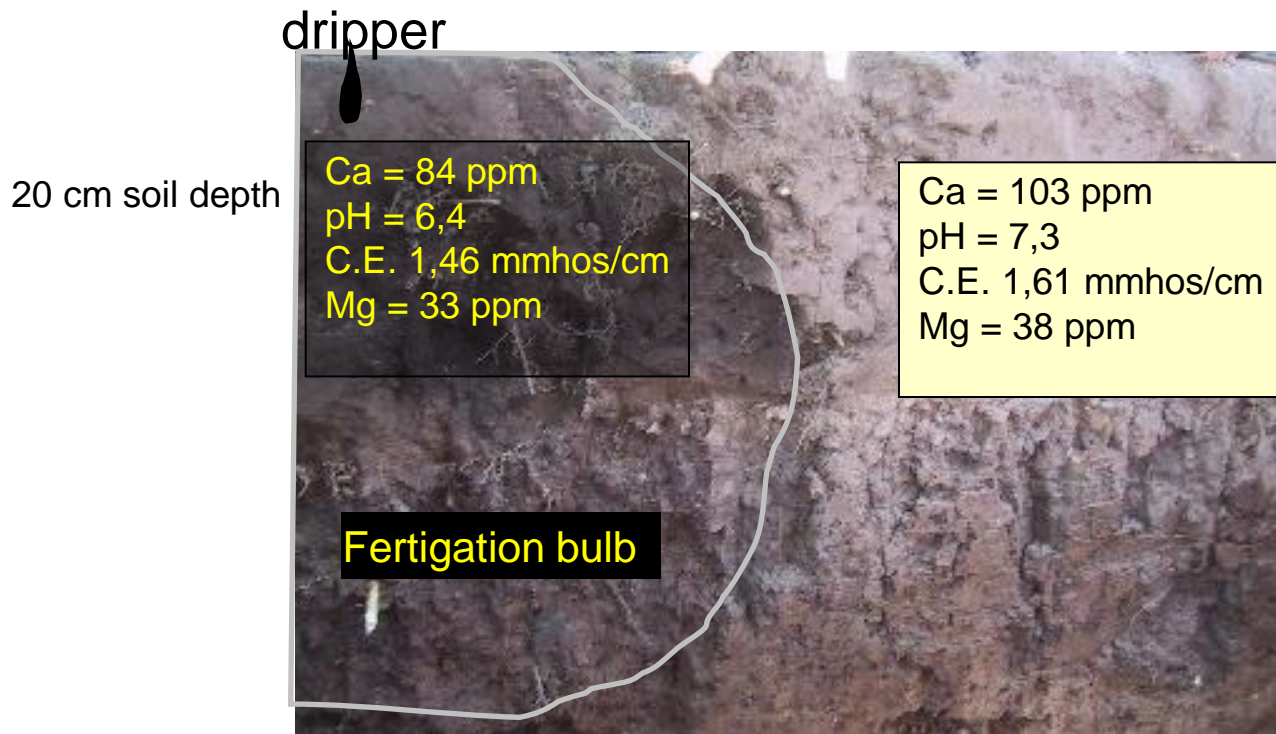 dripper
20 cm soil depth
Ca = 84 ppm
pH = 6,4
C.E. 1,46 mmhos/cm
Mg = 33 ppm
Ca = 103 ppm
pH = 7,3
C.E. 1,61 mmhos/cm
Mg = 38 ppm
Fertigation bulb